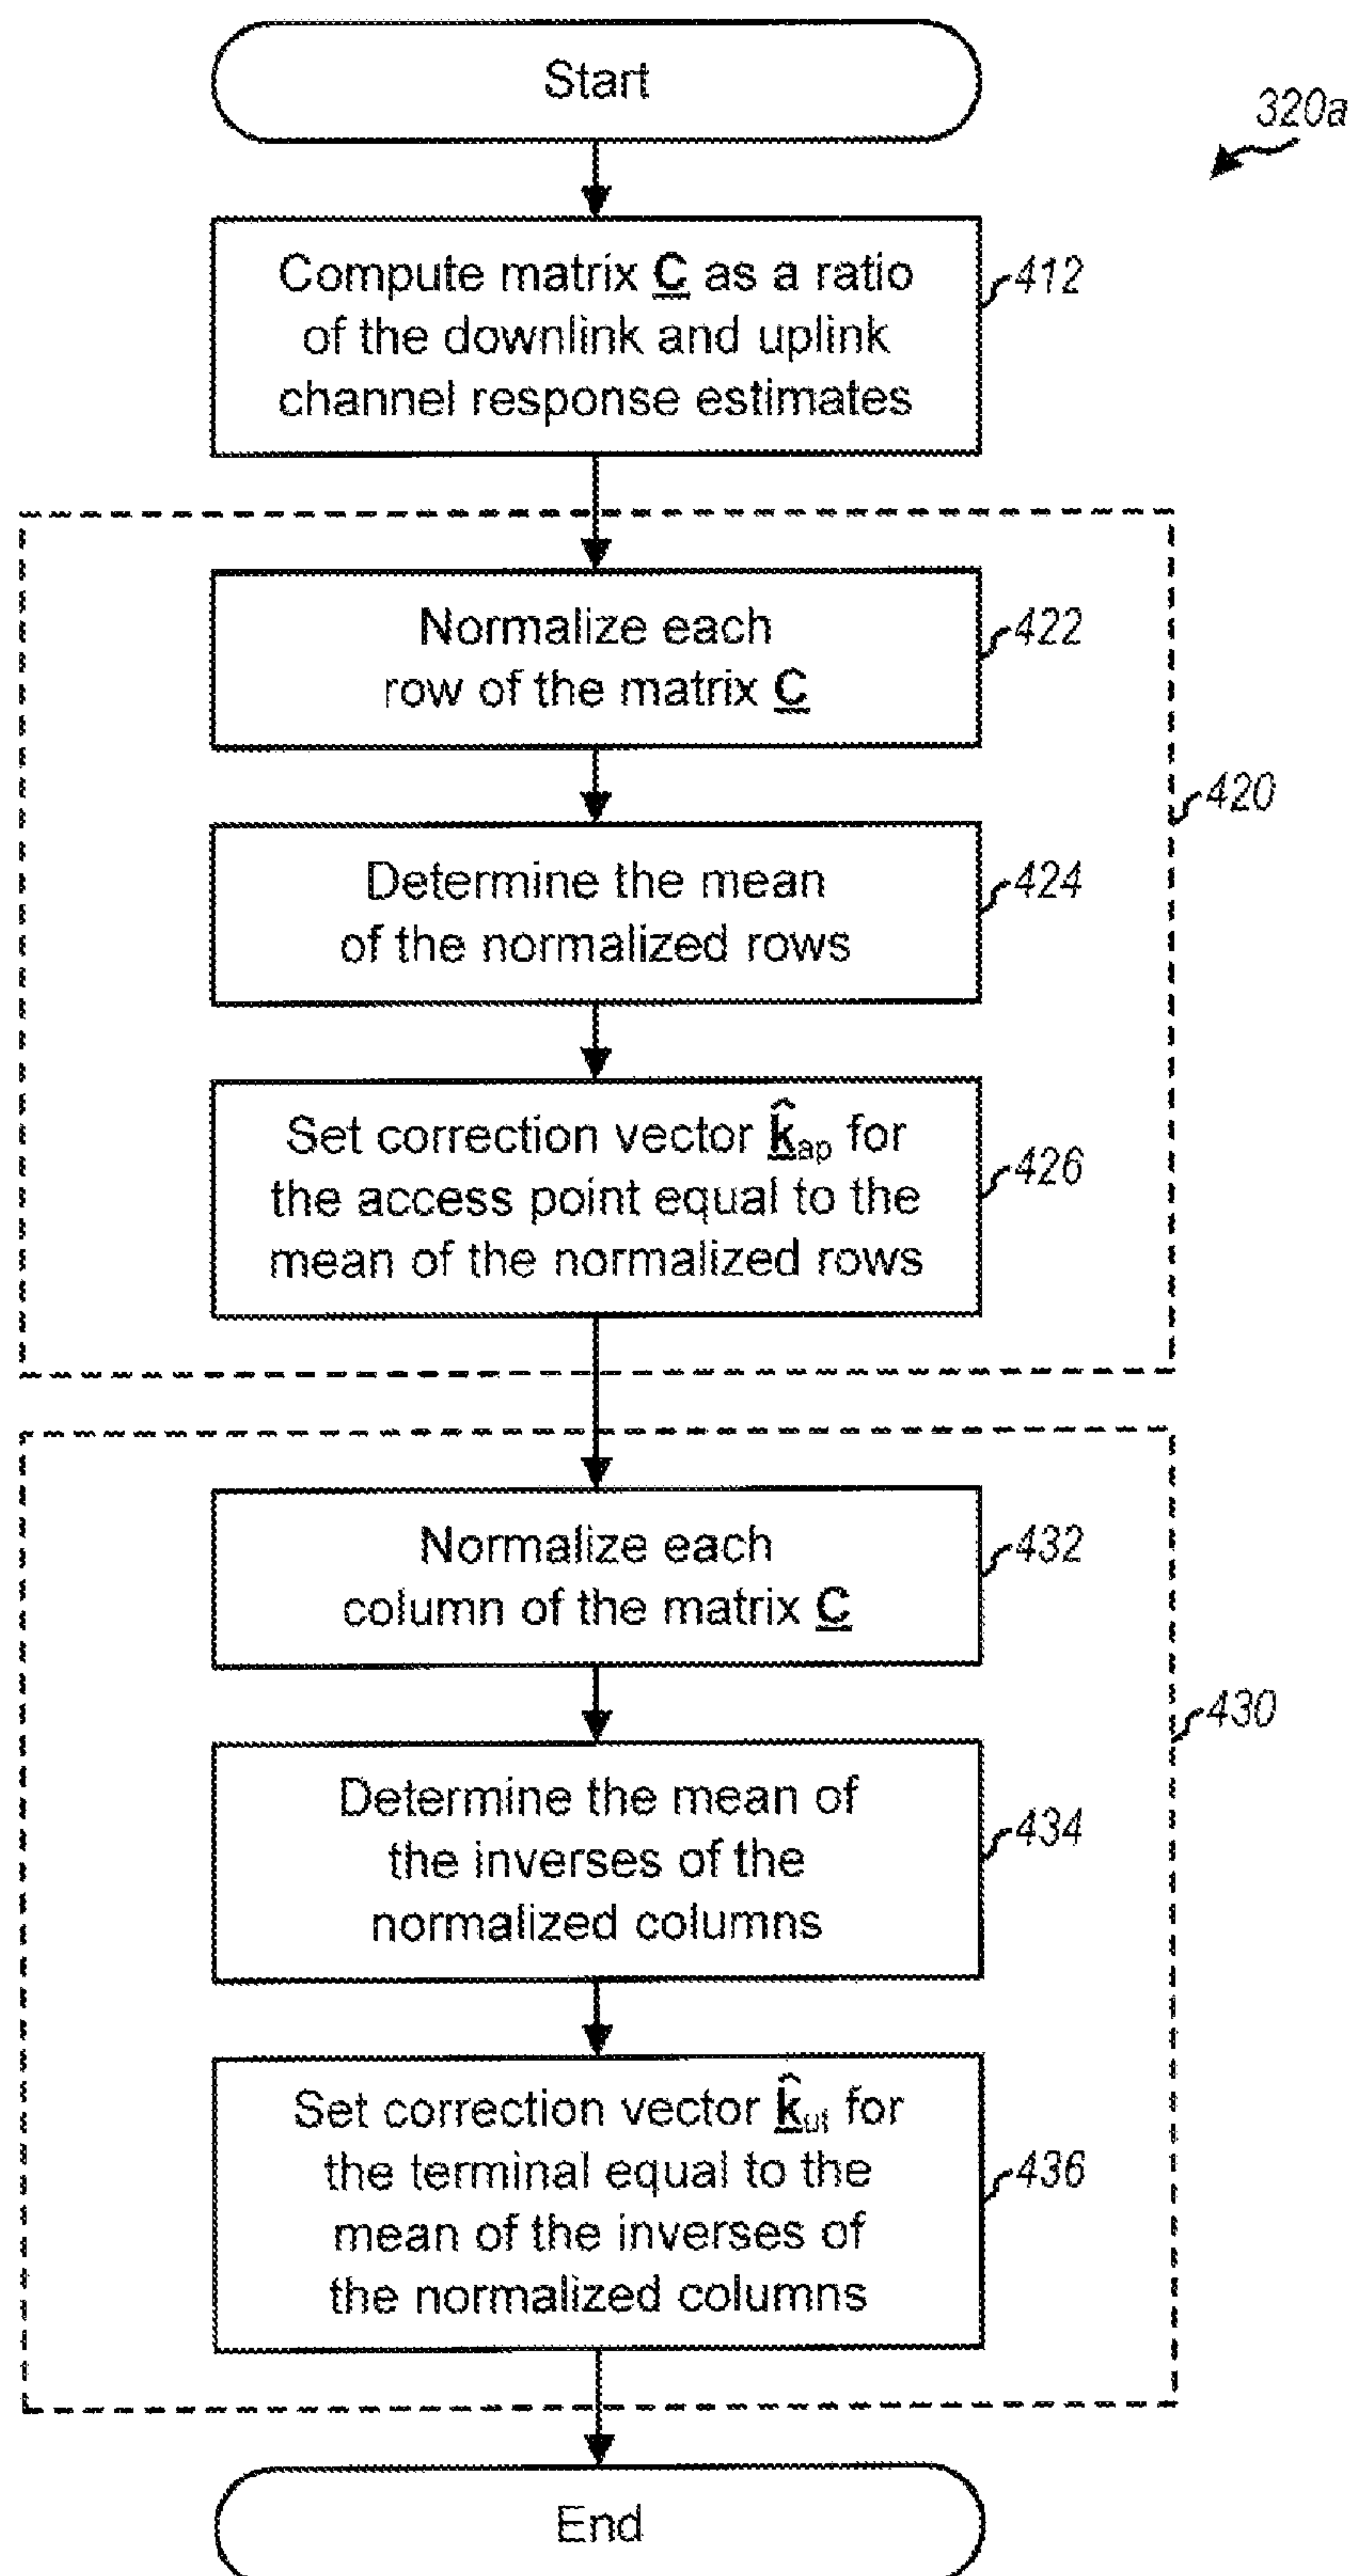 Start
320a
Compute matrix C as a ratio
of the downlink and uplink
channel response estimates
412
Normalize each
row of the matrix C
422
420
Determine the mean
of the normalized rows
424
Set correction vector k̂ap for
the access point equal to the
mean of the normalized rows
426
Normalize each
column of the matrix C
432
430
Determine the mean of
the inverses of the
normalized columns
434
Set correction vector k̂ut for
the terminal equal to the
mean of the inverses of
the normalized columns
436
End